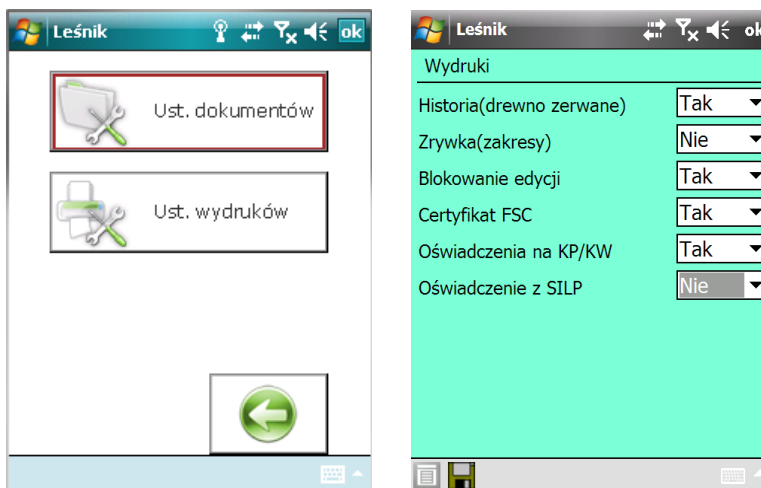 Leśnik
ok
Ust. dokumentów
Ust. wydruków
Leśnik
ok
Wydruki
Historia(drewno zerwane) Tak
Zrywka(zakresy) Nie
Blokowanie edycji Tak
Certyfikat FSC Tak
Oświadczenia na KP/KW Tak
Oświadczenie z SILP Nie